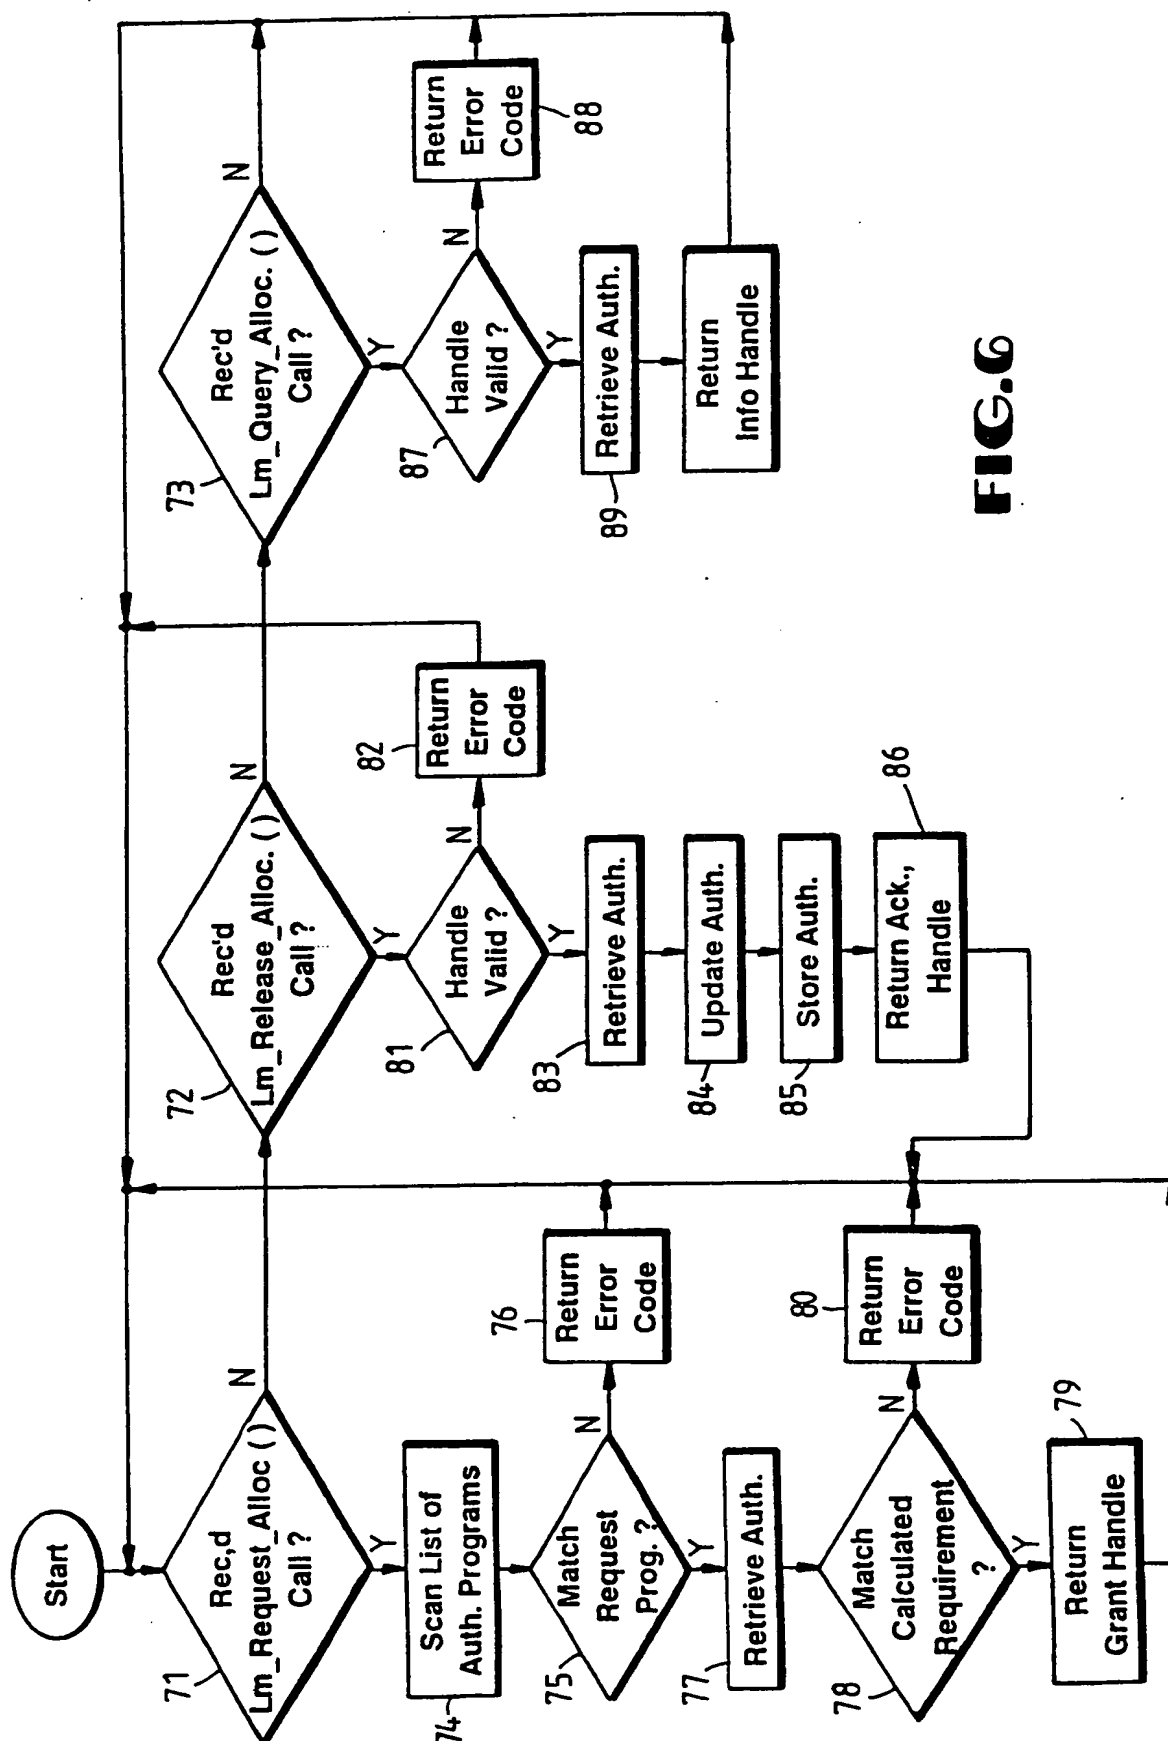 Start
71
Rec,d
Lm_Request_Alloc ( )
Call ?
N
Y
74
Scan List of
Auth. Programs
75
Match
Request
Prog. ?
N
76
Return
Error
Code
Y
77
Retrieve Auth.
78
Match
Calculated
Requirement
?
N
80
Return
Error
Code
Y
79
Return
Grant Handle
72
Rec'd
Lm_Release_Alloc. ( )
Call ?
N
Y
81
Handle
Valid ?
N
82
Return
Error
Code
Y
83
Retrieve Auth.
84
Update Auth.
85
Store Auth.
86
Return Ack.,
Handle
73
Rec'd
Lm_Query_Alloc. ( )
Call ?
N
Y
87
Handle
Valid ?
N
Return
Error
Code
88
Y
89
Retrieve Auth.
Return
Info Handle
FIG.6